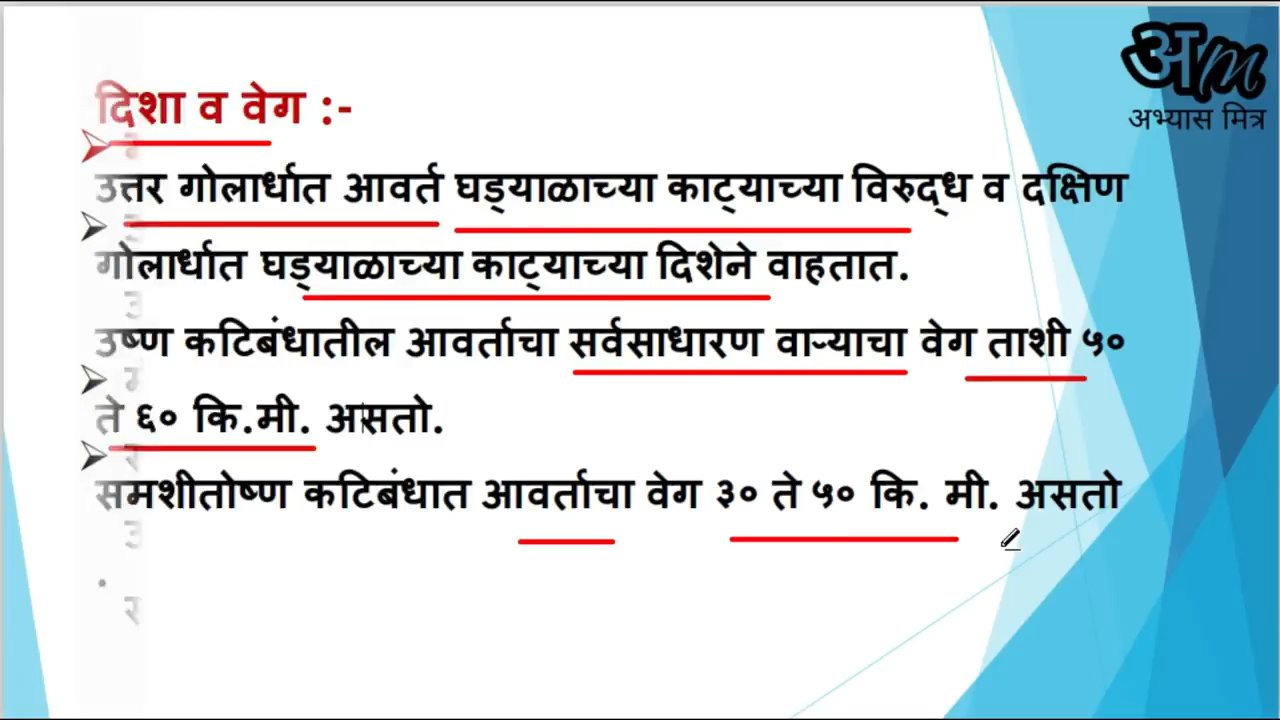 अm
अभ्यास मित्र
दिशा व वेग :-
उत्तर गोलार्धात आवर्त घड्याळाच्या काट्याच्या विरुद्ध व दक्षिण
गोलार्धात घड्याळाच्या काट्याच्या दिशेने वाहतात.
उष्ण कटिबंधातील आवर्ताचा सर्वसाधारण वाऱ्याचा वेग ताशी ५०
ते ६० कि.मी. असतो.
समशीतोष्ण कटिबंधात आवर्ताचा वेग ३० ते ५० कि. मी. असतो
.